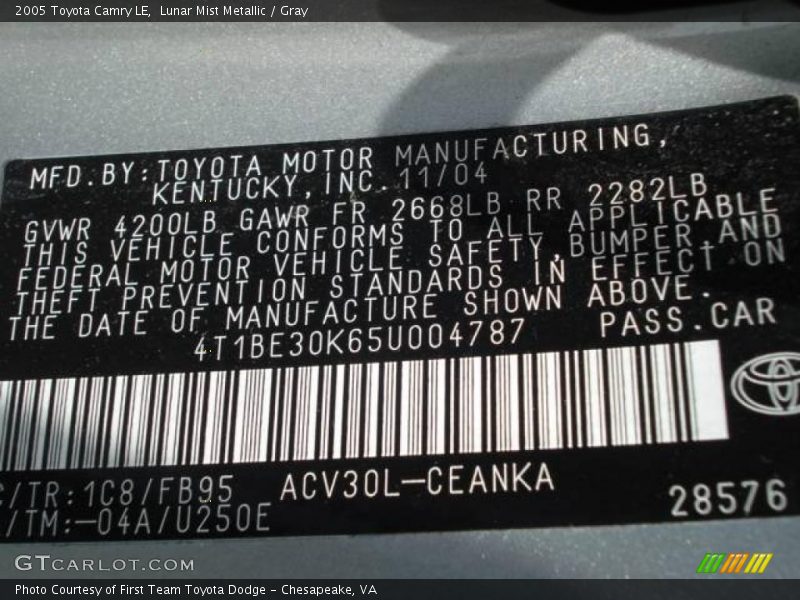 2005 Toyota Camry LE, Lunar Mist Metallic / Gray
MFD.BY:TOYOTA MOTOR MANUFACTURING,
KENTUCKY,INC.11/04
GVWR 4200LB GAWR FR 2668LB RR 2282LB
THIS VEHICLE CONFORMS TO ALL APPLICABLE
FEDERAL MOTOR VEHICLE SAFETY,BUMPER,AND
THEFT PREVENTION STANDARDS IN EFFECT ON
THE DATE OF MANUFACTURE SHOWN ABOVE.
4T1BE30K65U004787 PASS.CAR
C/TR:1C8/FB95 ACV30L-CEANKA
/TM:-04A/U250E 28576
GTCARLOT.COM
Photo Courtesy of First Team Toyota Dodge - Chesapeake, VA